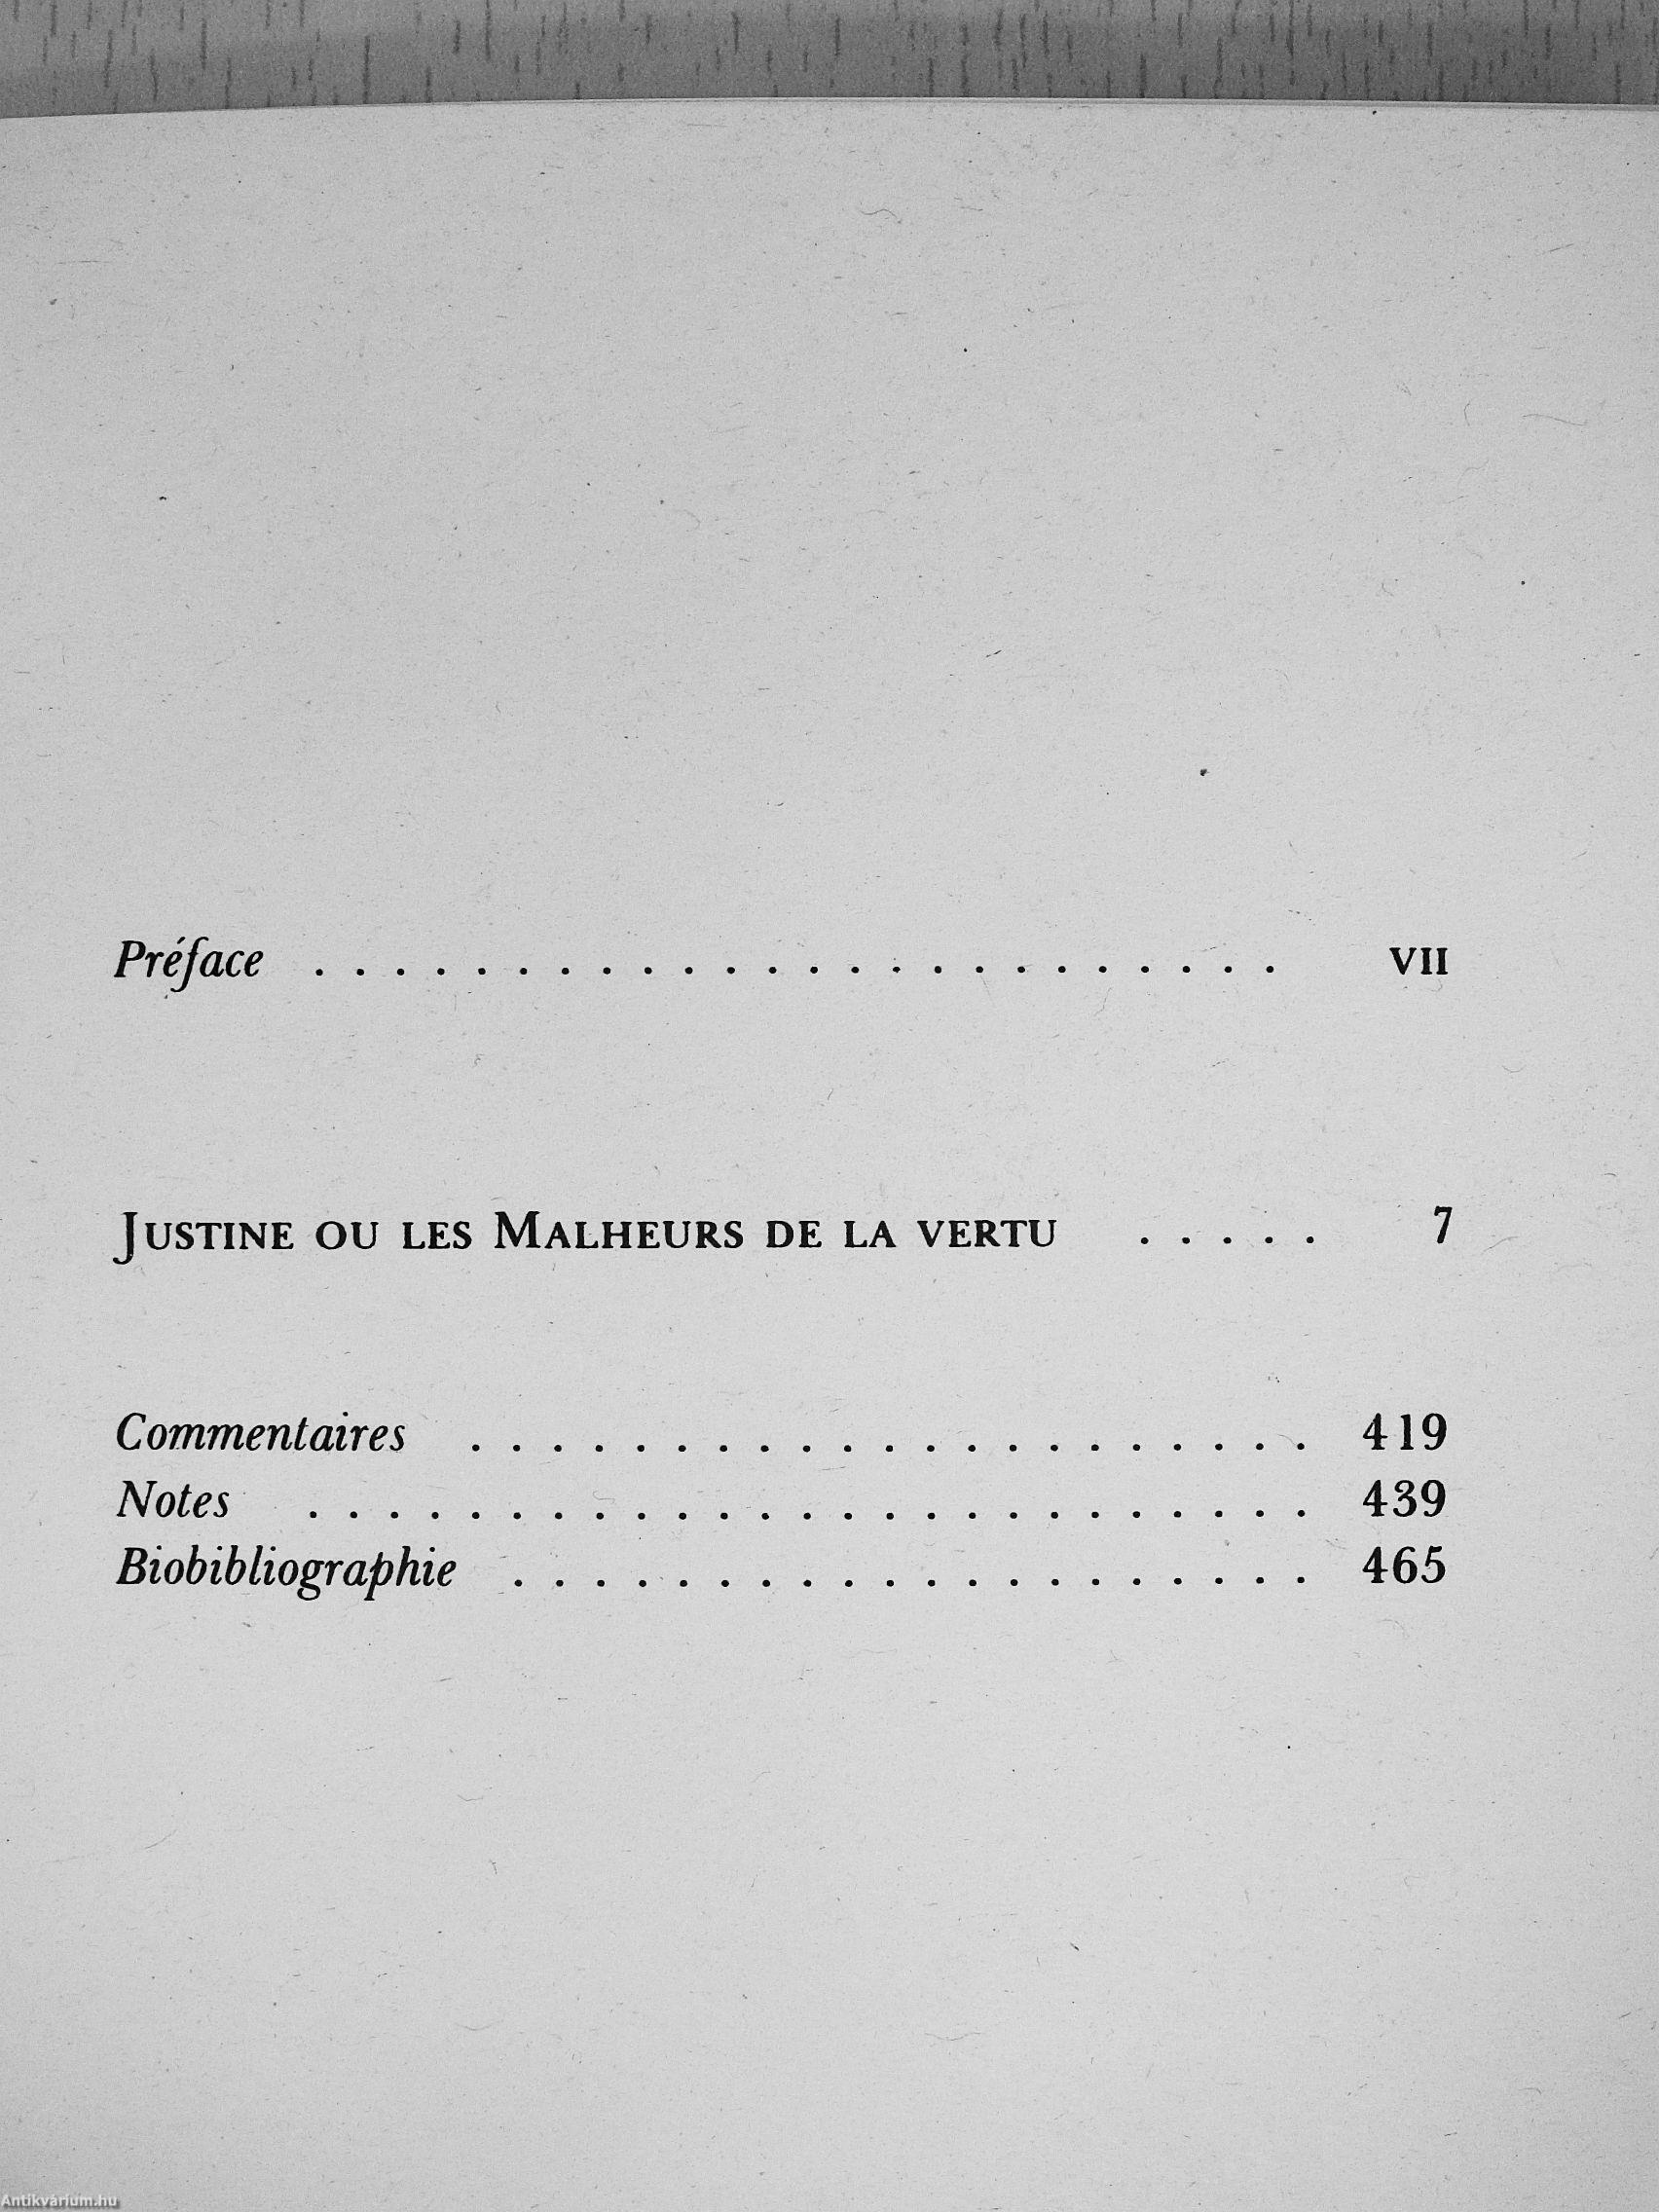 Préface . . . . . . . . . . . . . . . . . . . . . . . . VII
JUSTINE OU LES MALHEURS DE LA VERTU . . . . . 7
Commentaires . . . . . . . . . . . . . . . . . . . . . 419
Notes . . . . . . . . . . . . . . . . . . . . . . . . . 439
Biobibliographie . . . . . . . . . . . . . . . . . . . . 465
Antikvárium.hu